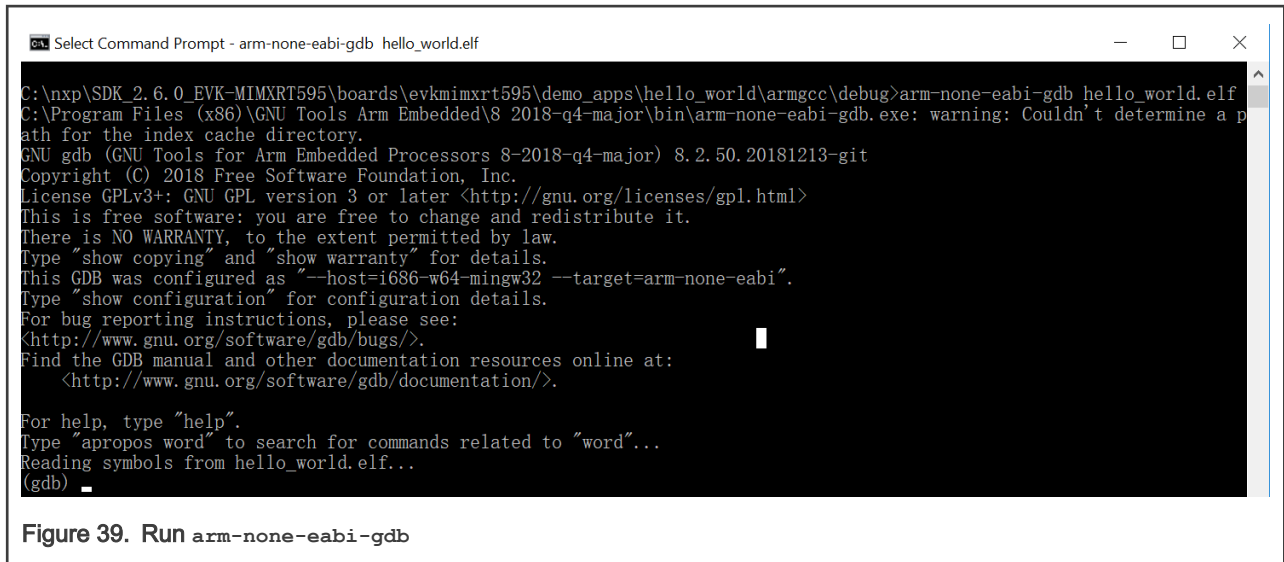 Select Command Prompt - arm-none-eabi-gdb hello_world.elf
C:\nxp\SDK_2.6.0_EVK-MIMXRT595\boards\evkmimxrt595\demo_apps\hello_world\armgcc\debug>arm-none-eabi-gdb hello_world.elf
C:\Program Files (x86)\GNU Tools Arm Embedded\8 2018-q4-major\bin\arm-none-eabi-gdb.exe: warning: Couldn't determine a p
ath for the index cache directory.
GNU gdb (GNU Tools for Arm Embedded Processors 8-2018-q4-major) 8.2.50.20181213-git
Copyright (C) 2018 Free Software Foundation, Inc.
License GPLv3+: GNU GPL version 3 or later <http://gnu.org/licenses/gpl.html>
This is free software: you are free to change and redistribute it.
There is NO WARRANTY, to the extent permitted by law.
Type "show copying" and "show warranty" for details.
This GDB was configured as "--host=i686-w64-mingw32 --target=arm-none-eabi".
Type "show configuration" for configuration details.
For bug reporting instructions, please see:
<http://www.gnu.org/software/gdb/bugs/>.
Find the GDB manual and other documentation resources online at:
    <http://www.gnu.org/software/gdb/documentation/>.
For help, type "help".
Type "apropos word" to search for commands related to "word"...
Reading symbols from hello_world.elf...
(gdb)
Figure 39. Run arm-none-eabi-gdb